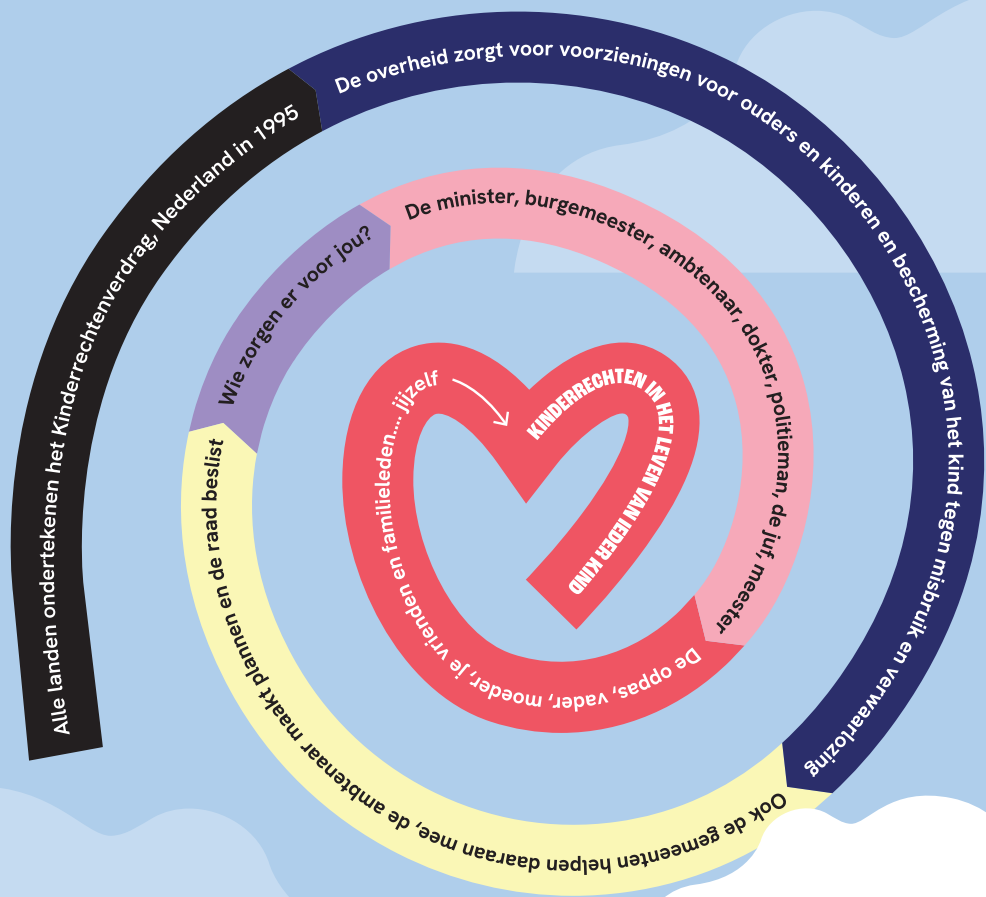 Alle landen ondertekenen het Kinderrechtenverdrag, Nederland in 1995
De overheid zorgt voor voorzieningen voor ouders en kinderen en bescherming van het kind tegen misbruik en verwaarlozing
Ook de gemeenten helpen daaraan mee, de ambtenaar maakt plannen en de raad beslist
Wie zorgen er voor jou?
De minister, burgemeester, ambtenaar, dokter, politieman, de juf, meester
De oppas, vader, moeder, je vrienden en familieleden.... jijzelf
KINDERRECHTEN IN HET LEVEN VAN IEDER KIND